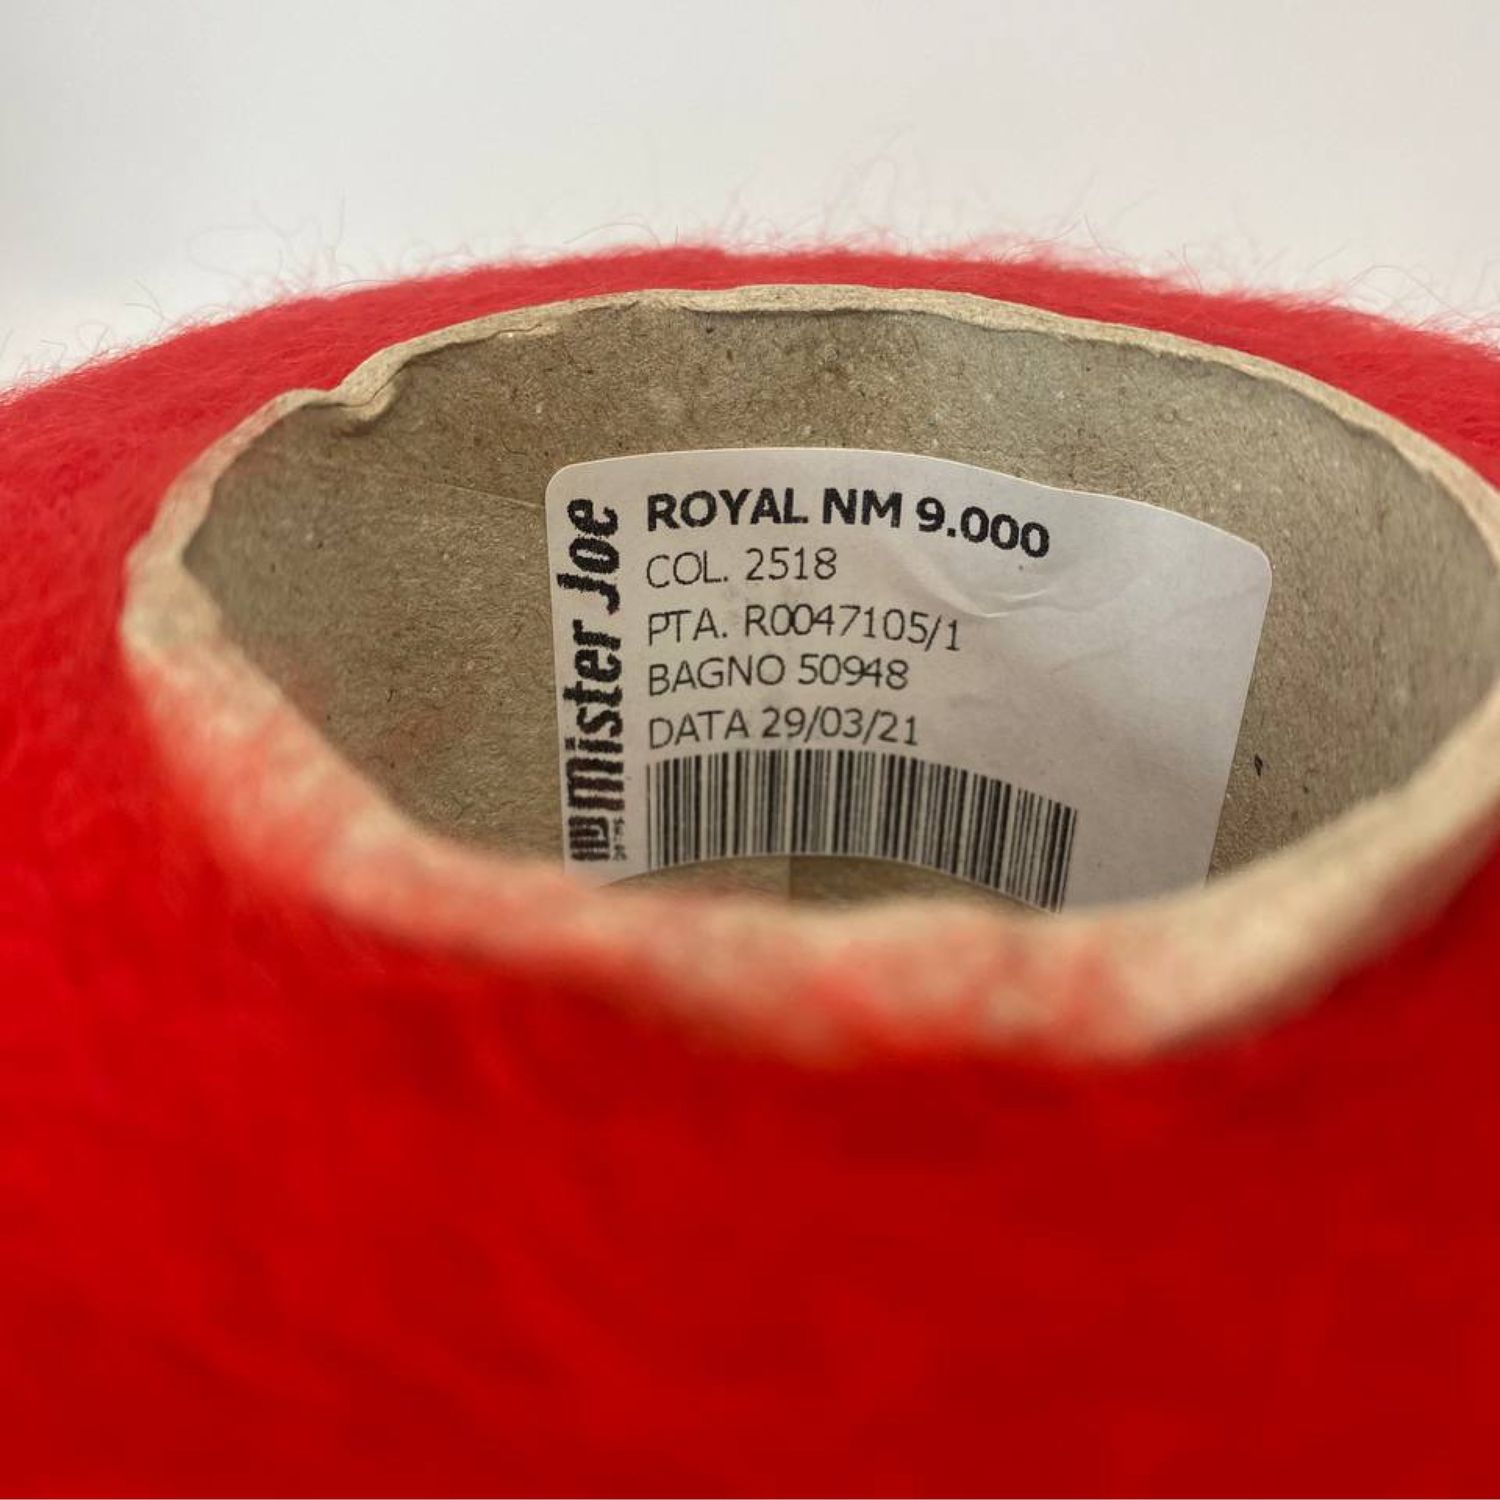 Mister Joe
ROYAL NM 9.000
COL. 2518
PTA. R0047105/1
BAGNO 50948
DATA 29/03/21